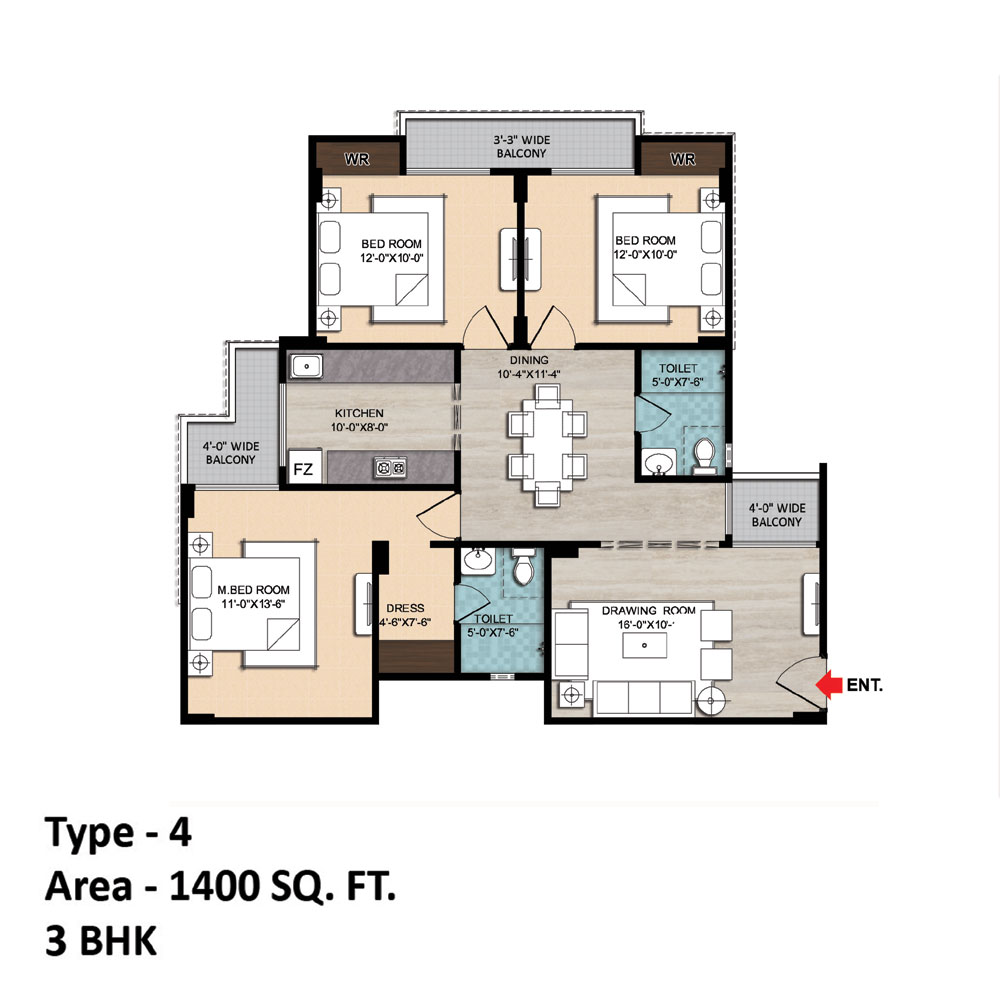 3'-3" WIDE
BALCONY
WR
WR
BED ROOM
12'-0"X10'-0"
BED ROOM
12'-0"X10'-0"
DINING
10'-4"X11'-4"
TOILET
5'-0"X7'-6"
KITCHEN
10'-0"X8'-0"
4'-0" WIDE
BALCONY
FZ
4'-0" WIDE
BALCONY
M.BED ROOM
11'-0"X13'-6"
DRESS
4'-6"X7'-6"
TOILET
5'-0"X7'-6"
DRAWING ROOM
16'-0"X10'-
ENT.
Type - 4
Area - 1400 SQ. FT.
3 BHK